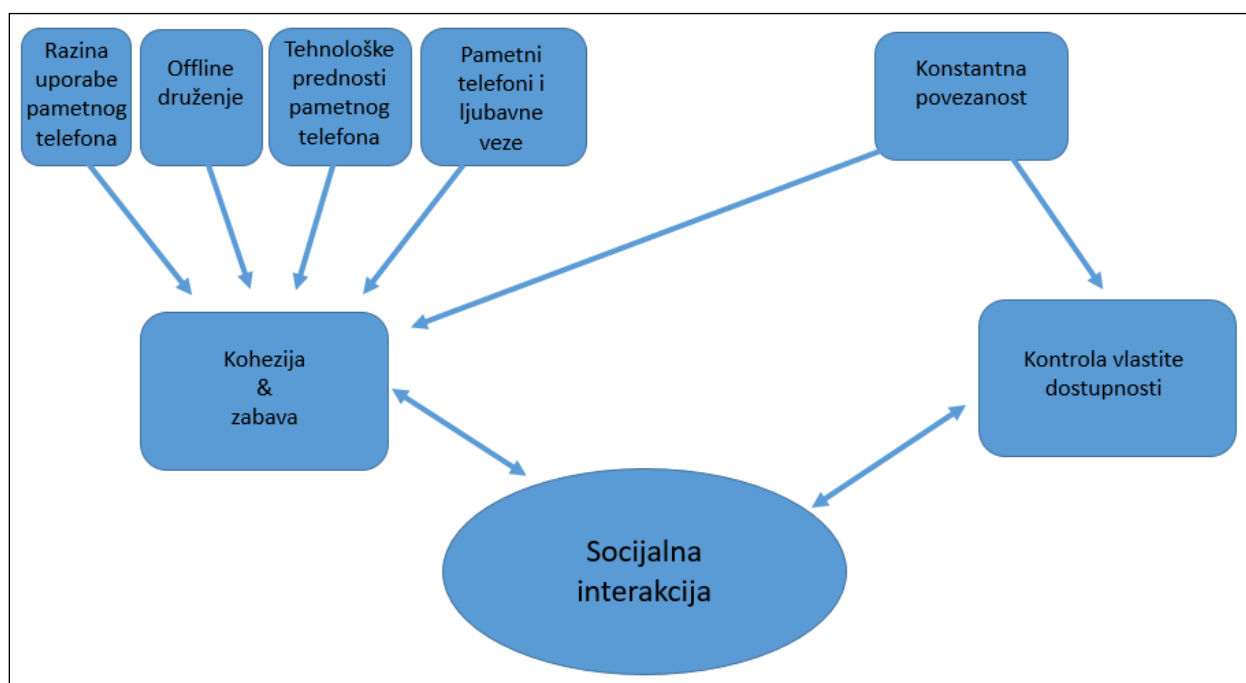 Razina
uporabe
pametnog
telefona
Offline
druženje
Tehnološke
prednosti
pametnog
telefona
Pametni
telefoni i
ljubavne
veze
Konstantna
povezanost
Kohezija
&
zabava
Kontrola vlastite
dostupnosti
Socijalna
interakcija